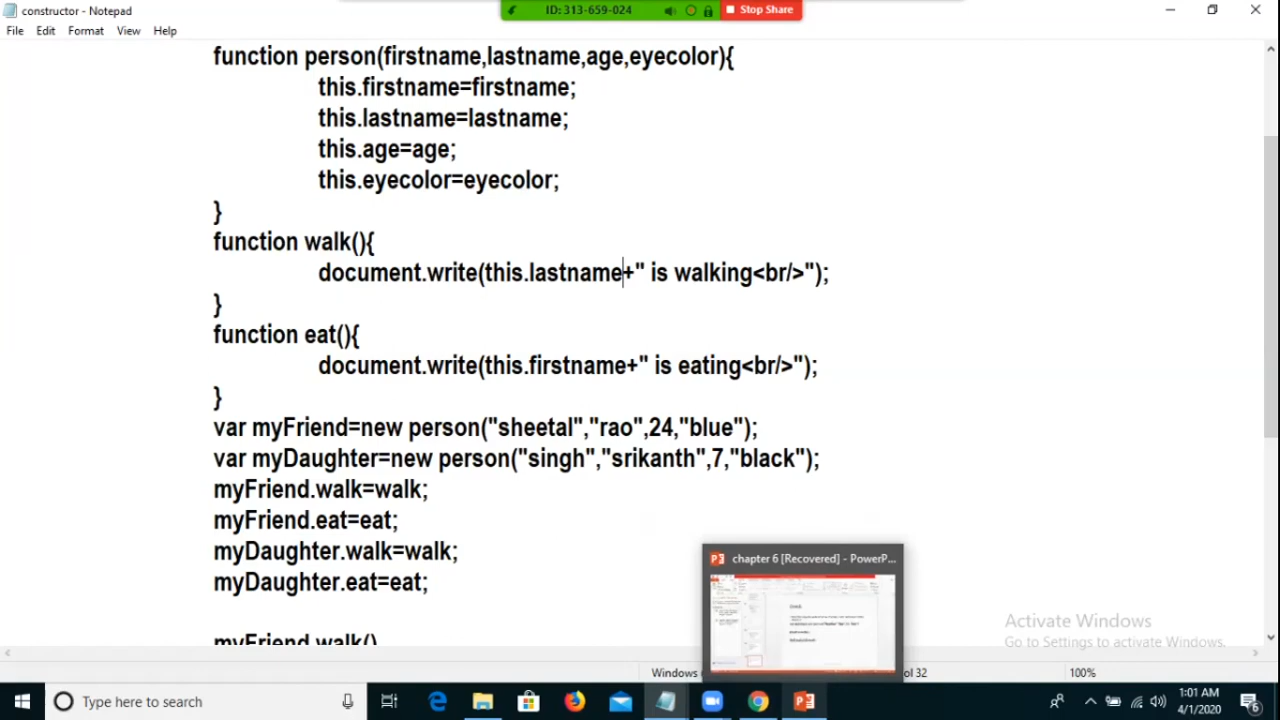 constructor - Notepad
ID: 313-659-024
Stop Share
File Edit Format View Help
function person(firstname,lastname,age,eyecolor){
this.firstname=firstname;
this.lastname=lastname;
this.age=age;
this.eyecolor=eyecolor;
}
function walk(){
document.write(this.lastname+" is walking<br/>");
}
function eat(){
document.write(this.firstname+" is eating<br/>");
}
var myFriend=new person("sheetal","rao",24,"blue");
var myDaughter=new person("singh","srikanth",7,"black");
myFriend.walk=walk;
myFriend.eat=eat;
myDaughter.walk=walk;
myDaughter.eat=eat;
chapter 6 [Recovered] - PowerP...
myFriend.walk()
Activate Windows
Go to Settings to activate Windows.
Windows
ol 32
100%
Type here to search
1:01 AM
4/1/2020
6